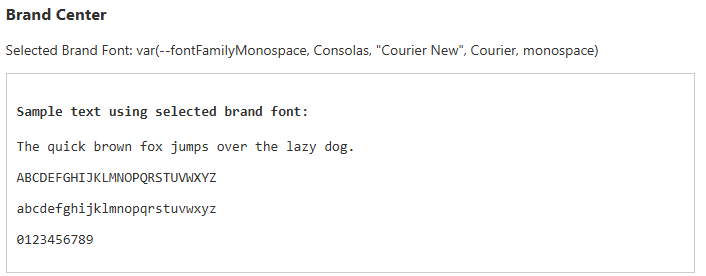 Brand Center
Selected Brand Font: var(--fontFamilyMonospace, Consolas, "Courier New", Courier, monospace)
Sample text using selected brand font:
The quick brown fox jumps over the lazy dog.
ABCDEFGHIJKLMNOPQRSTUVWXYZ
abcdefghijklmnopqrstuvwxyz
0123456789